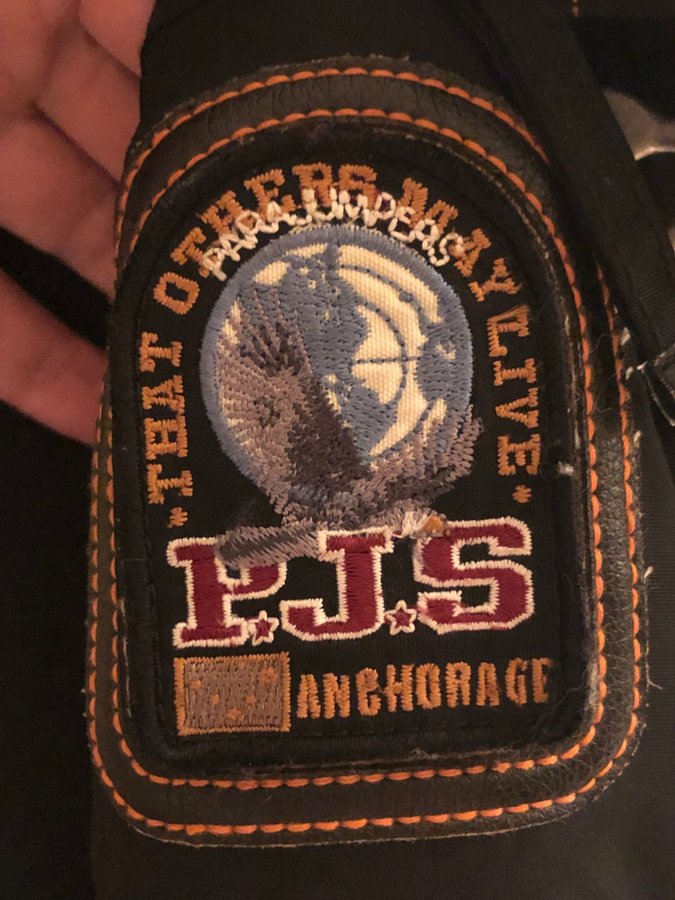 *THAT OTHERS MAY LIVE*
PARAJUMPERS
P.J.S
ANCHORAGE